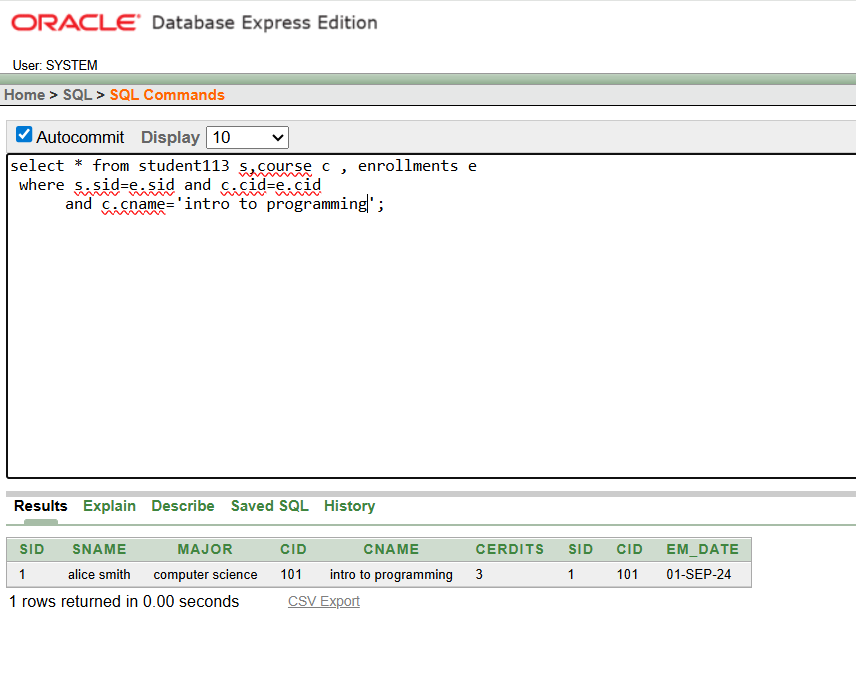 ORACLE® Database Express Edition
User: SYSTEM
Home > SQL > SQL Commands
Autocommit Display 10
select * from student113 s,course c , enrollments e
where s.sid=e.sid and c.cid=e.cid
and c.cname='intro to programming';
Results Explain Describe Saved SQL History
SID SNAME MAJOR CID CNAME CERDITS SID CID EM_DATE
1 alice smith computer science 101 intro to programming 3 1 101 01-SEP-24
1 rows returned in 0.00 seconds CSV Export